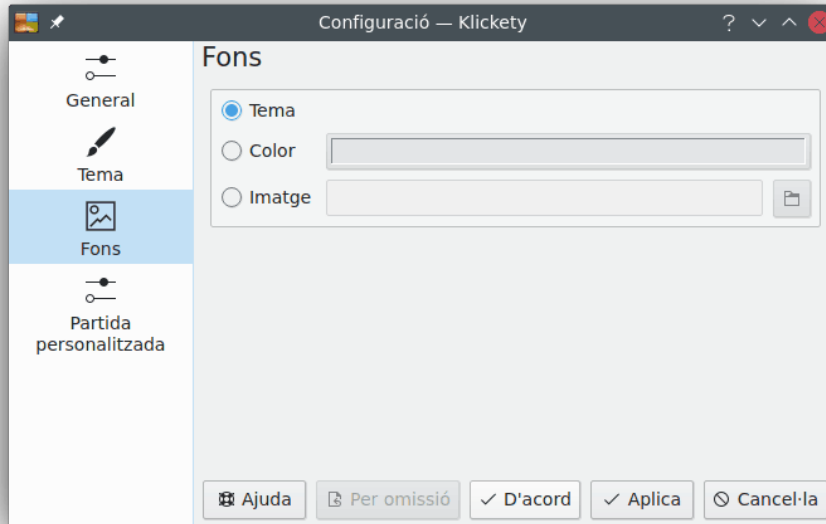 Configuració — Klickety
General
Tema
Fons
Partida
personalitzada
Fons
Tema
Color
Imatge
Ajuda
Per omissió
D'acord
Aplica
Cancel·la